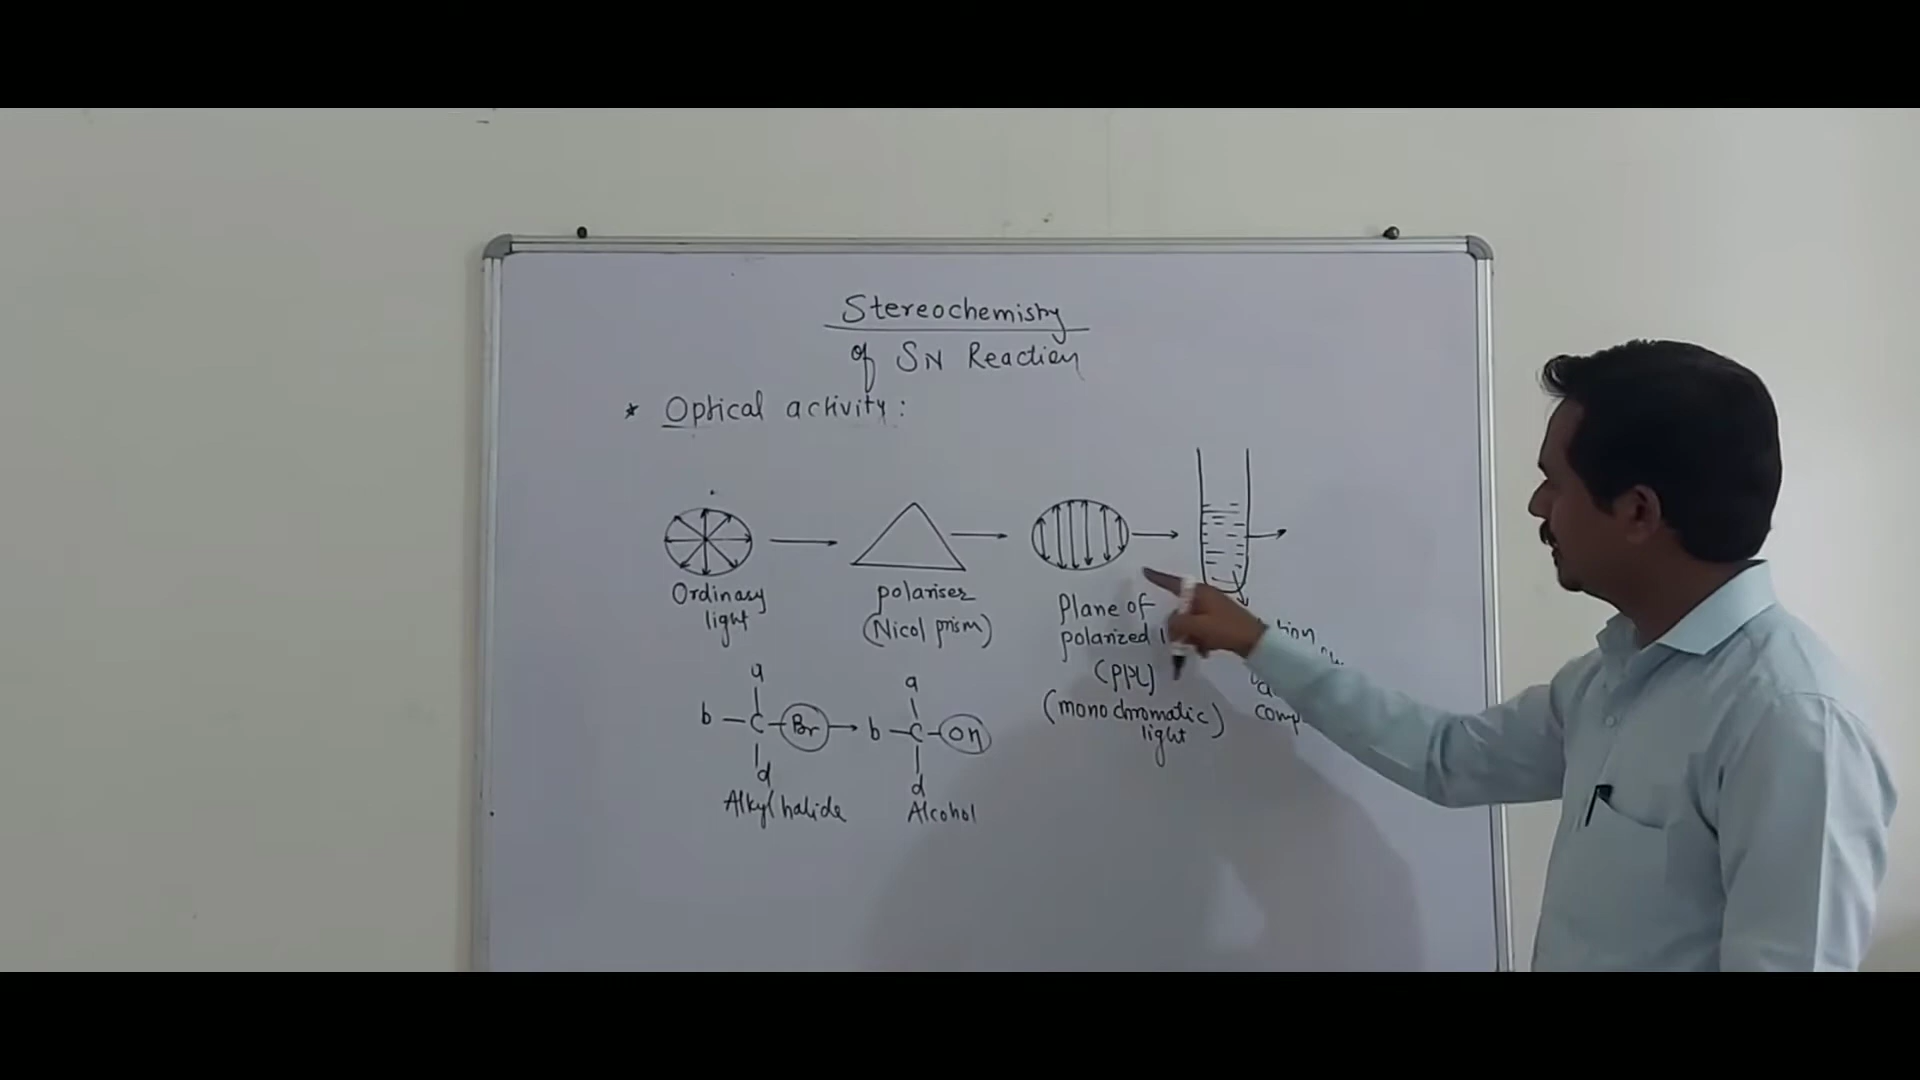 Stereochemistry
of SN Reaction
* Optical activity:
Ordinary
light
polariser
(Nicol prism)
Plane of
polarized
(PPL)
(monochromatic)
light
a
b - C - Br
d
Alkyl halide
a
b - C - OH
d
Alcohol